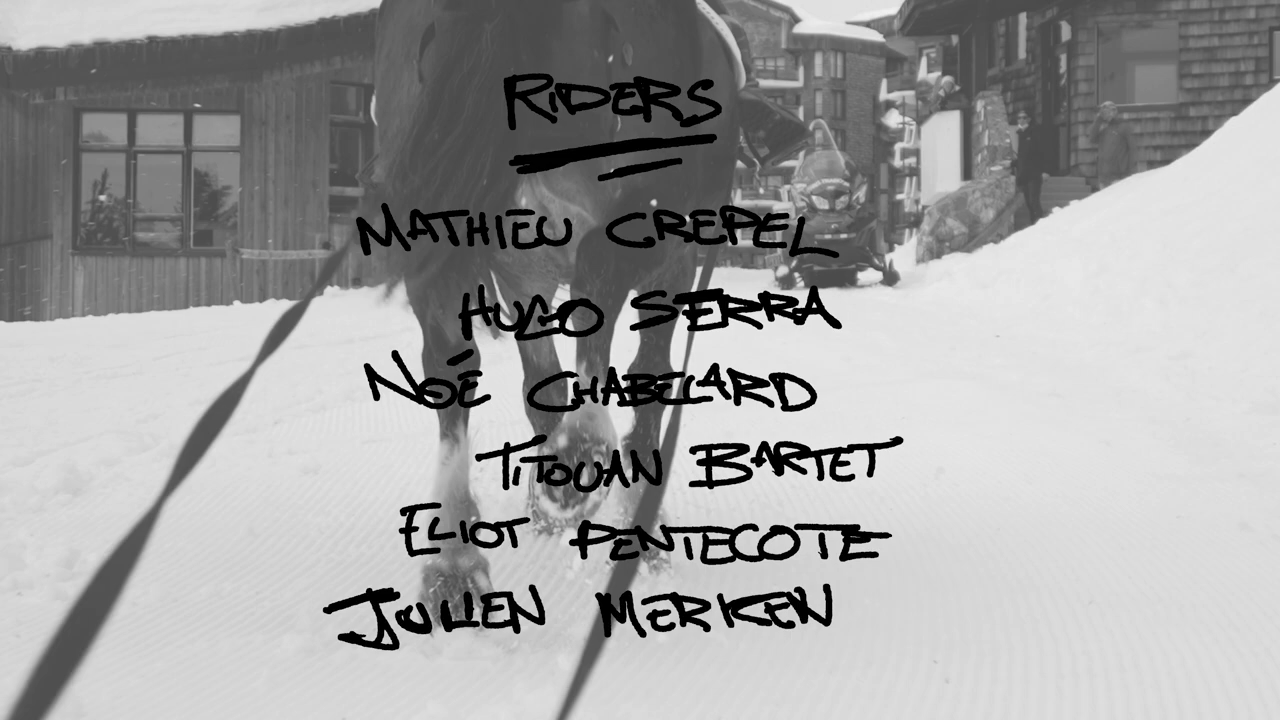 RIDERS
MATHIEU CREPEL
HUGO SERRA
NOÉ CHABELARD
TITOUAN BARTET
ELIOT PENTECOTE
JULIEN MERKEN